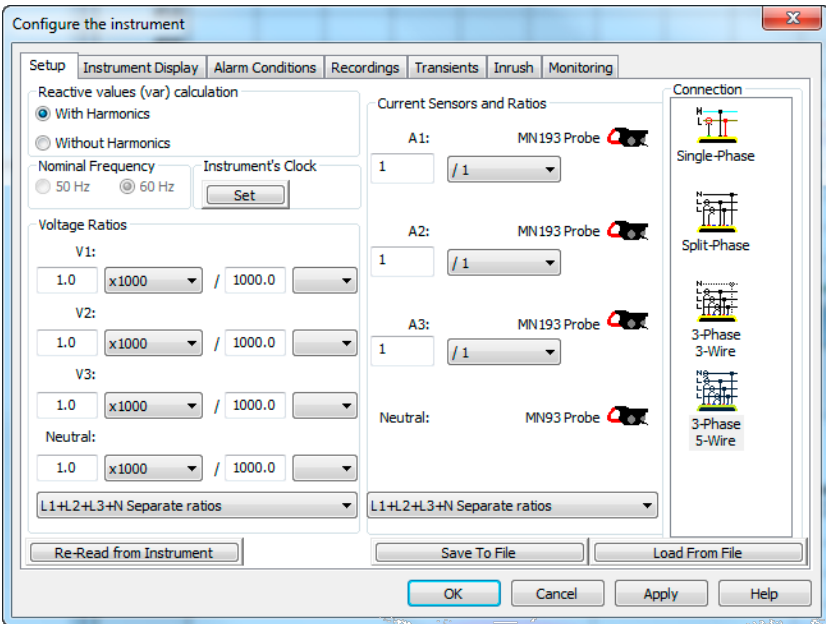 Configure the instrument
Setup Instrument Display Alarm Conditions Recordings Transients Inrush Monitoring
Reactive values (var) calculation
With Harmonics
Without Harmonics
Nominal Frequency
50 Hz 60 Hz
Instrument's Clock
Set
Voltage Ratios
V1:
1.0 x1000 / 1000.0
V2:
1.0 x1000 / 1000.0
V3:
1.0 x1000 / 1000.0
Neutral:
1.0 x1000 / 1000.0
L1+L2+L3+N Separate ratios
Re-Read from Instrument
Current Sensors and Ratios
A1: MN193 Probe
1 / 1
A2: MN193 Probe
1 / 1
A3: MN193 Probe
1 / 1
Neutral: MN93 Probe
L1+L2+L3+N Separate ratios
Save To File
Connection
Single-Phase
Split-Phase
3-Phase
3-Wire
3-Phase
5-Wire
Load From File
OK Cancel Apply Help